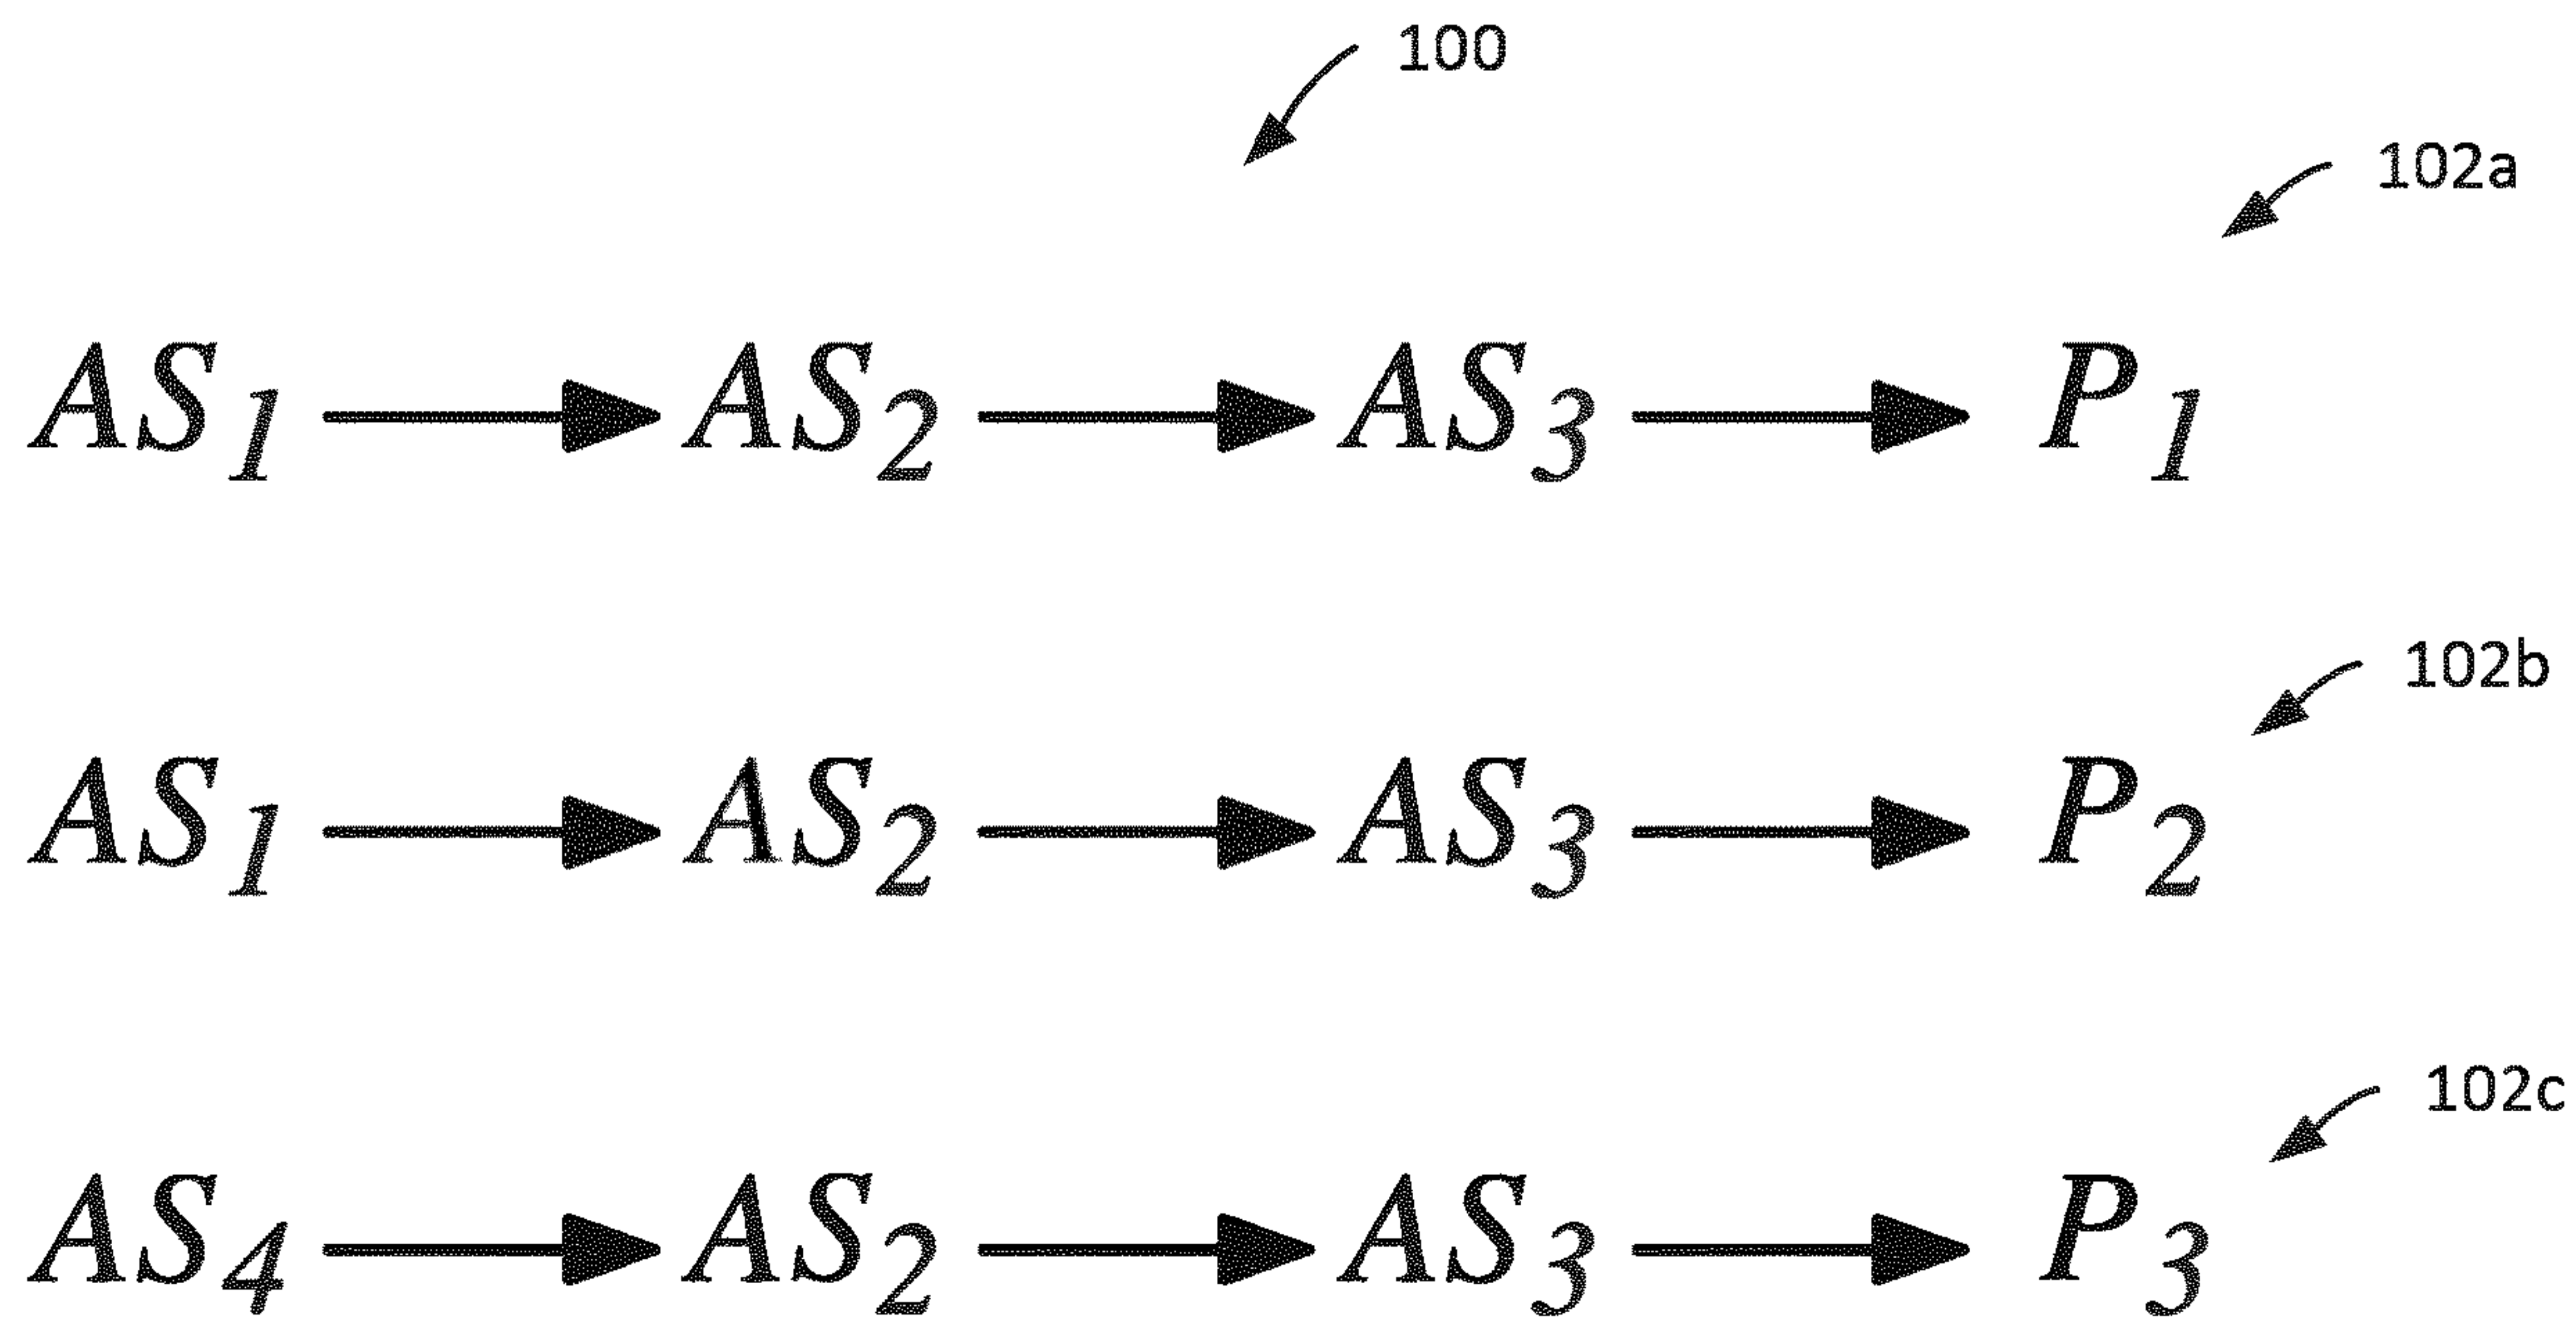 100
102a
AS₁ → AS₂ → AS₃ → P₁
102b
AS₁ → AS₂ → AS₃ → P₂
102c
AS₄ → AS₂ → AS₃ → P₃